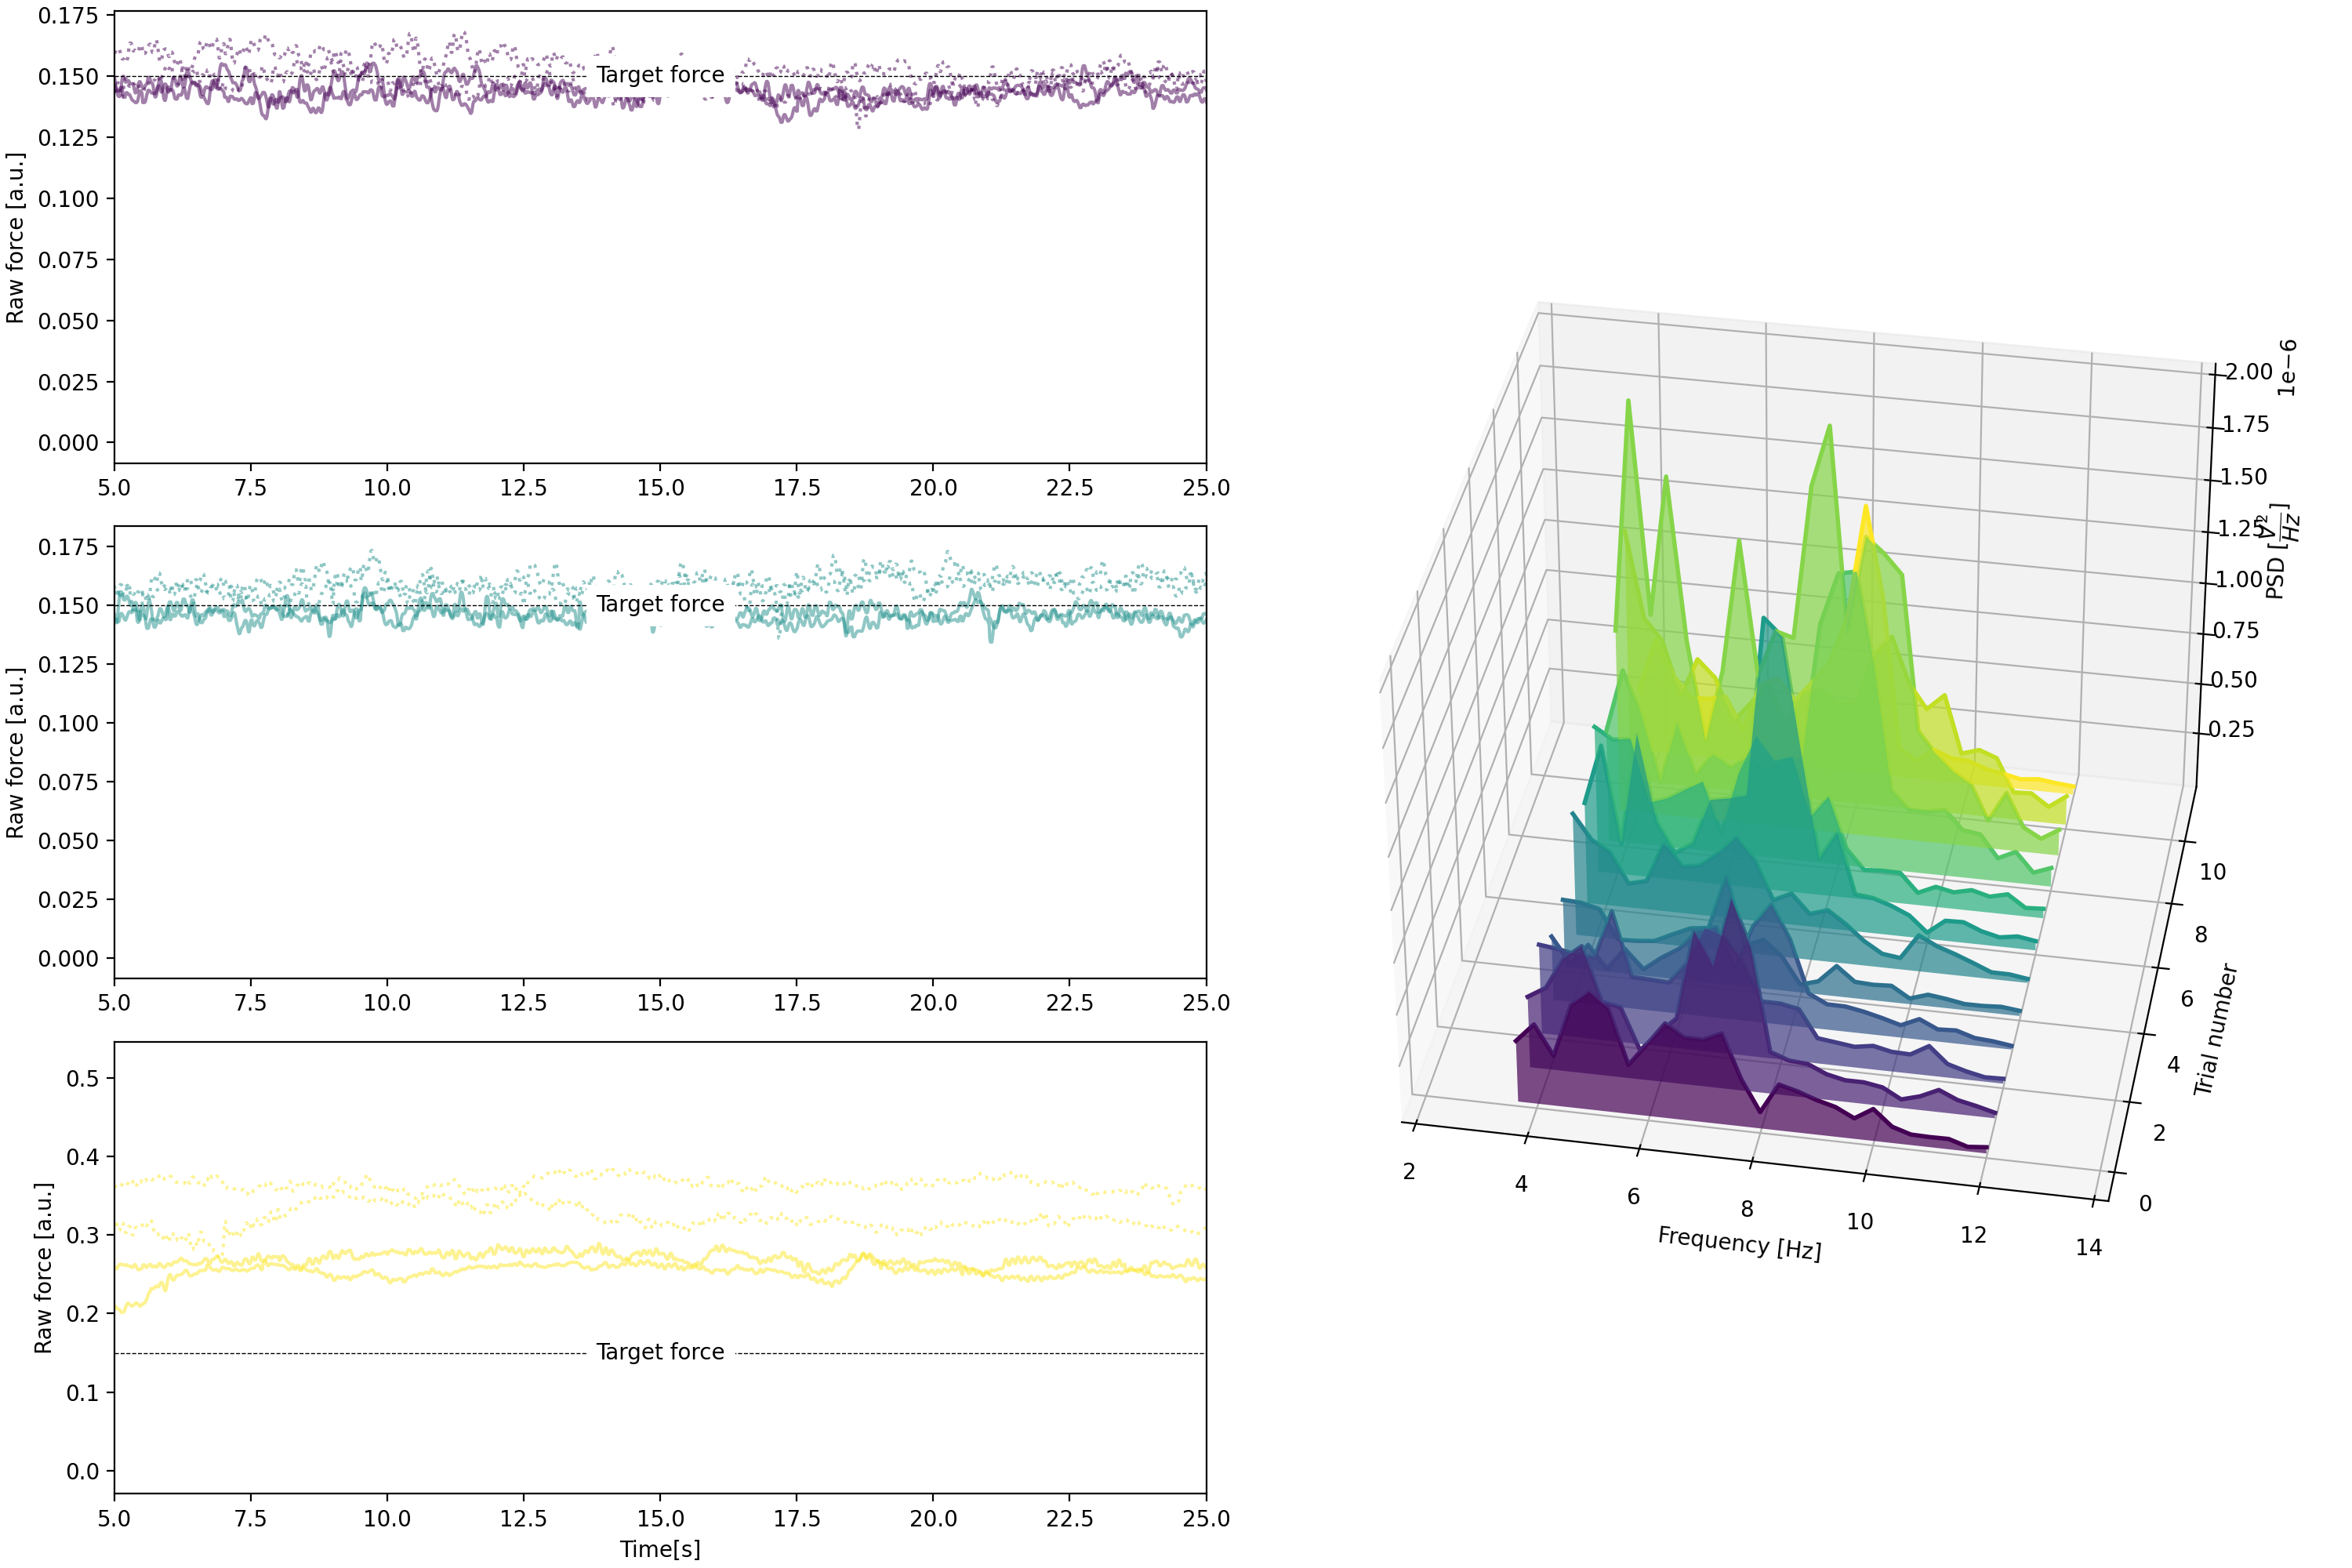 0.175
0.150
0.125
0.100
0.075
0.050
0.025
0.000
Raw force [a.u.]
Target force
5.0 7.5 10.0 12.5 15.0 17.5 20.0 22.5 25.0
0.175
0.150
0.125
0.100
0.075
0.050
0.025
0.000
Raw force [a.u.]
Target force
5.0 7.5 10.0 12.5 15.0 17.5 20.0 22.5 25.0
0.5
0.4
0.3
0.2
0.1
0.0
Raw force [a.u.]
Target force
5.0 7.5 10.0 12.5 15.0 17.5 20.0 22.5 25.0
Time[s]
1e−6
2.00
1.75
1.50
1.25
1.00
0.75
0.50
0.25
PSD [V²/Hz]
10
8
6
4
2
0
Trial number
2 4 6 8 10 12 14
Frequency [Hz]